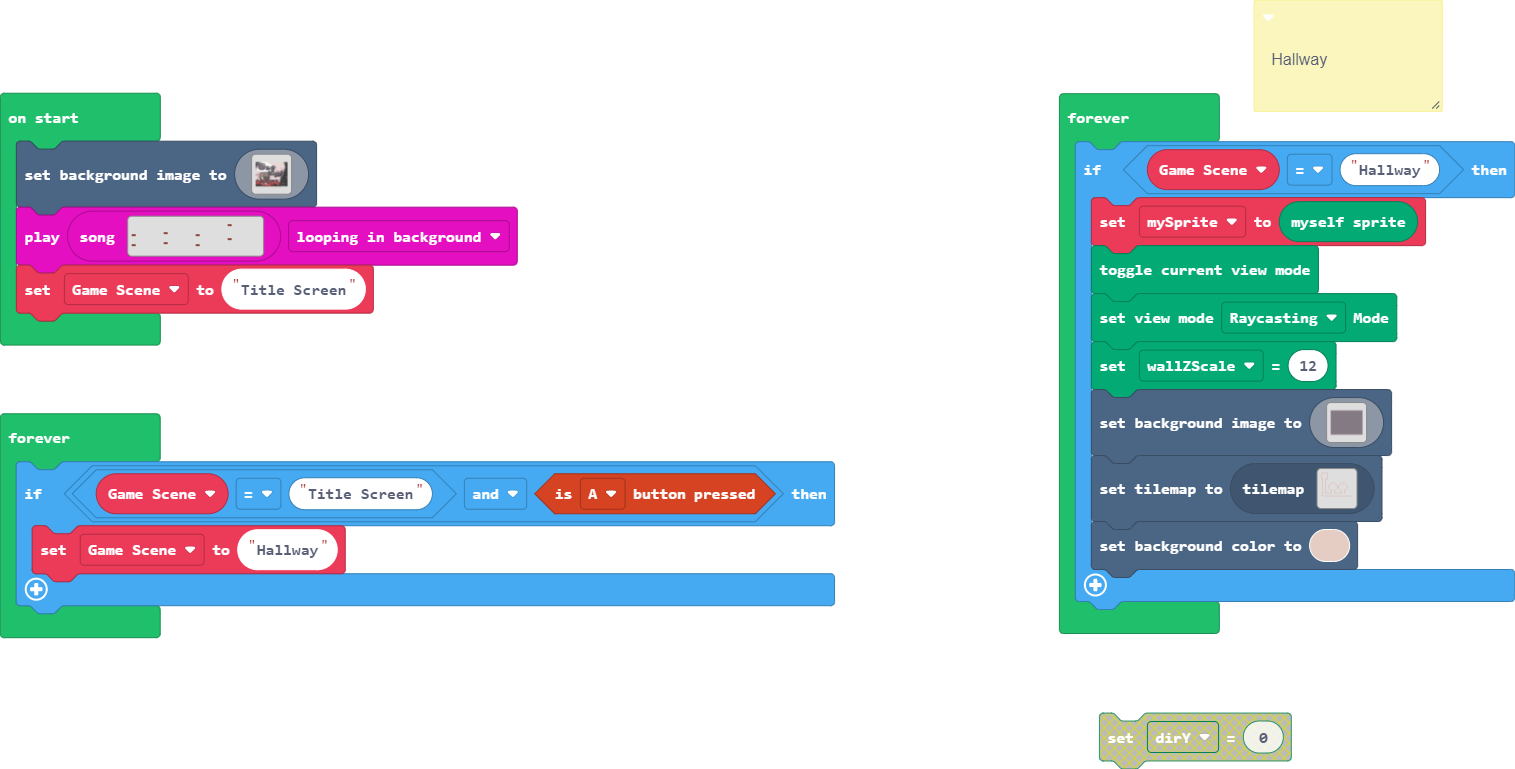 on start
set background image to
play song looping in background
set Game Scene to "Title Screen"
forever
if Game Scene = "Title Screen" and is A button pressed then
set Game Scene to "Hallway"
Hallway
forever
if Game Scene = "Hallway" then
set mySprite to myself sprite
toggle current view mode
set view mode Raycasting Mode
set wallZScale = 12
set background image to
set tilemap to tilemap
set background color to
set dirY = 0